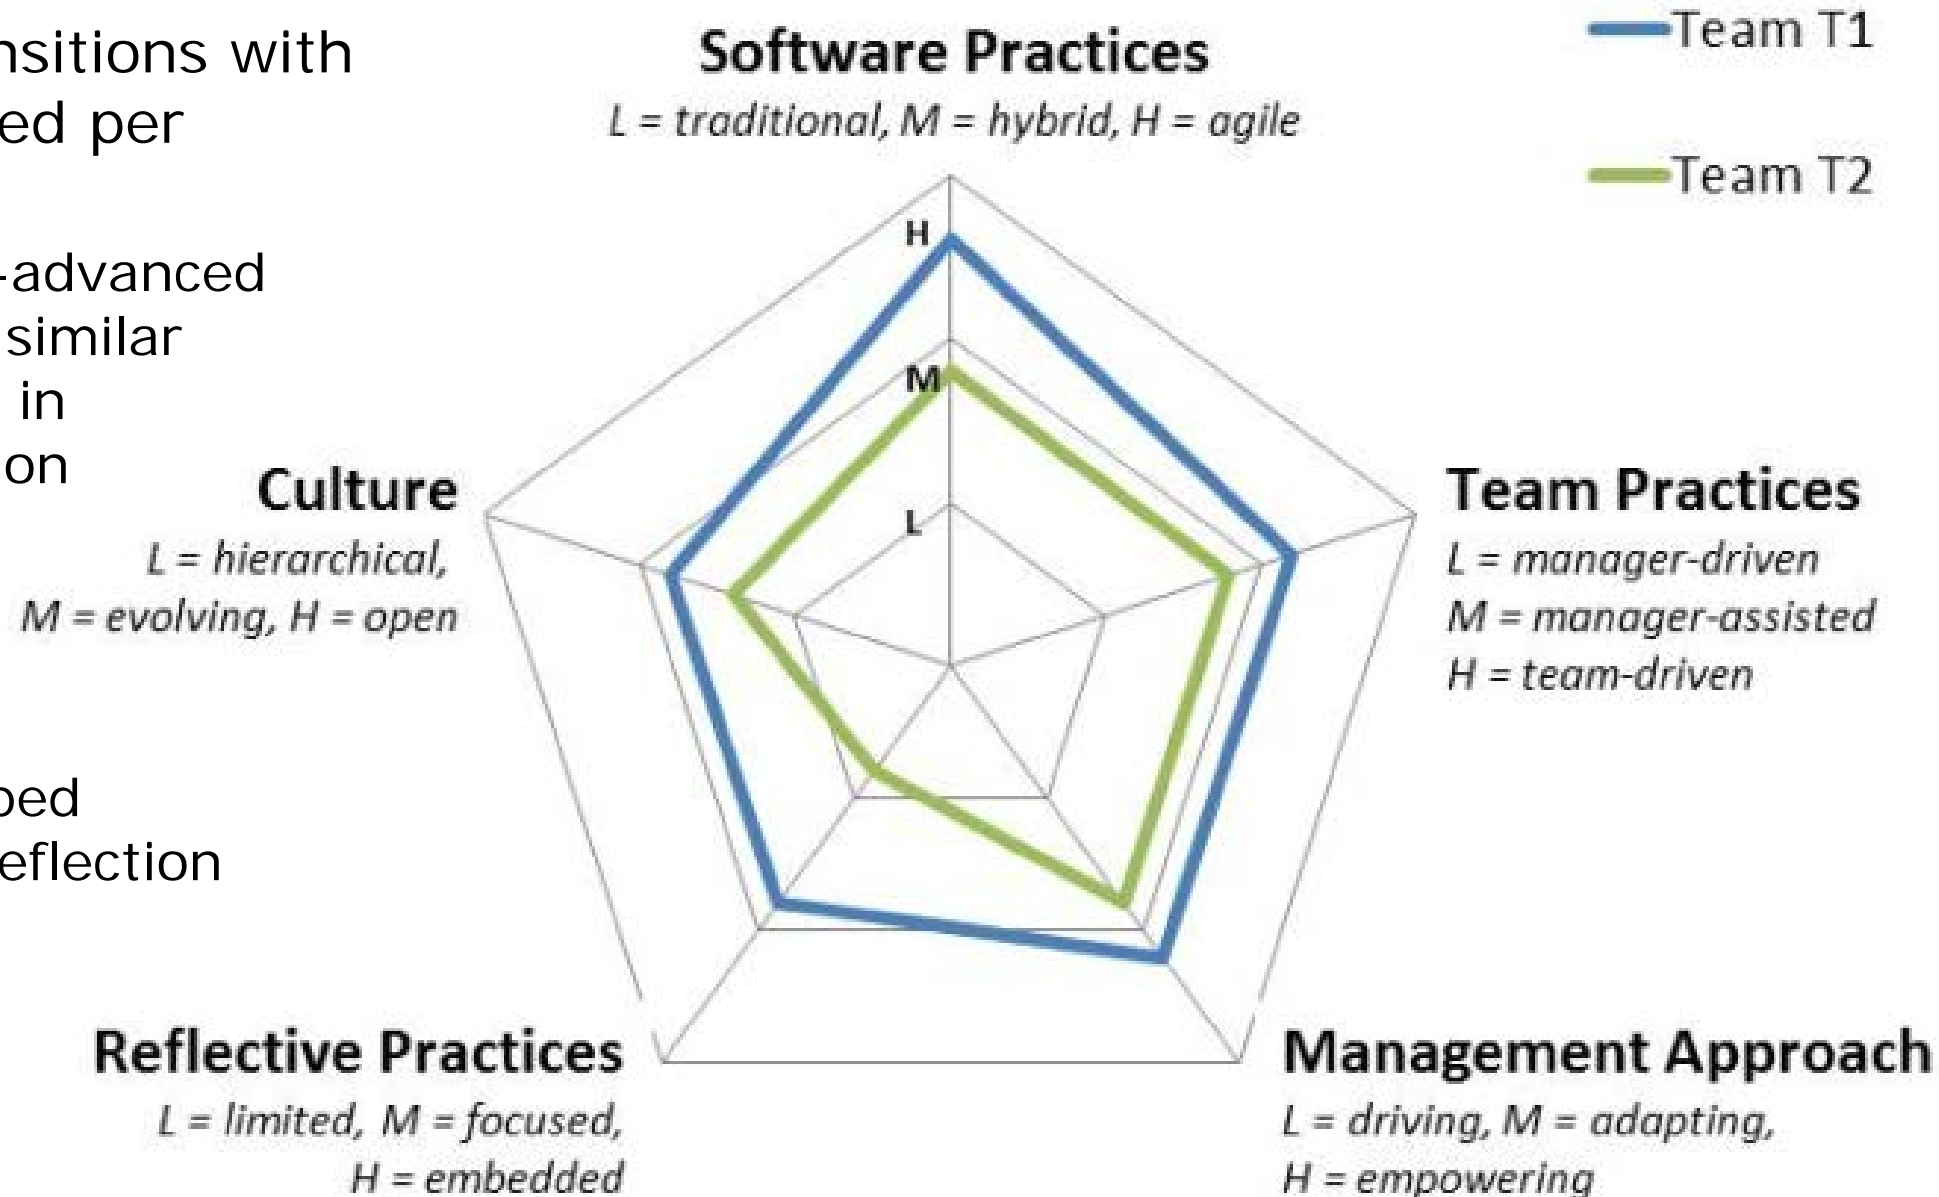 nsitions with
ed per
-advanced
similar
in
on
ped
eflection
Software Practices
L = traditional, M = hybrid, H = agile
Team T1
Team T2
H
M
L
Culture
L = hierarchical,
M = evolving, H = open
Team Practices
L = manager-driven
M = manager-assisted
H = team-driven
Reflective Practices
L = limited, M = focused,
H = embedded
Management Approach
L = driving, M = adapting,
H = empowering